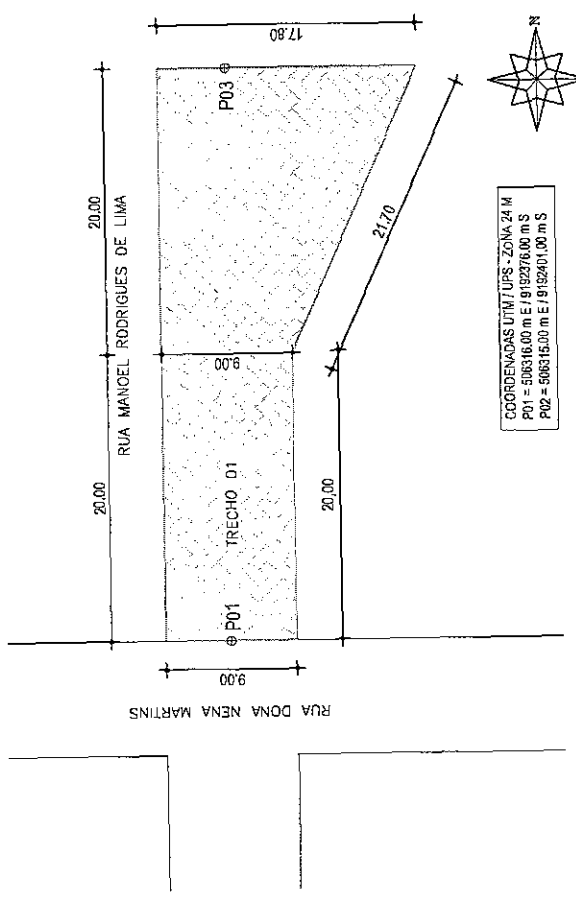 20,00
20,00
RUA MANOEL RODRIGUES DE LIMA
17.80
P03
9.00
TRECHO 01
P01
9.00
RUA DONA NENA MARTINS
20,00
21.70
N
COORDENADAS UTM / UPS - ZONA 24 M
P01 = 506316.00 m E / 9192376.00 m S
P02 = 506315.00 m E / 9192401.00 m S